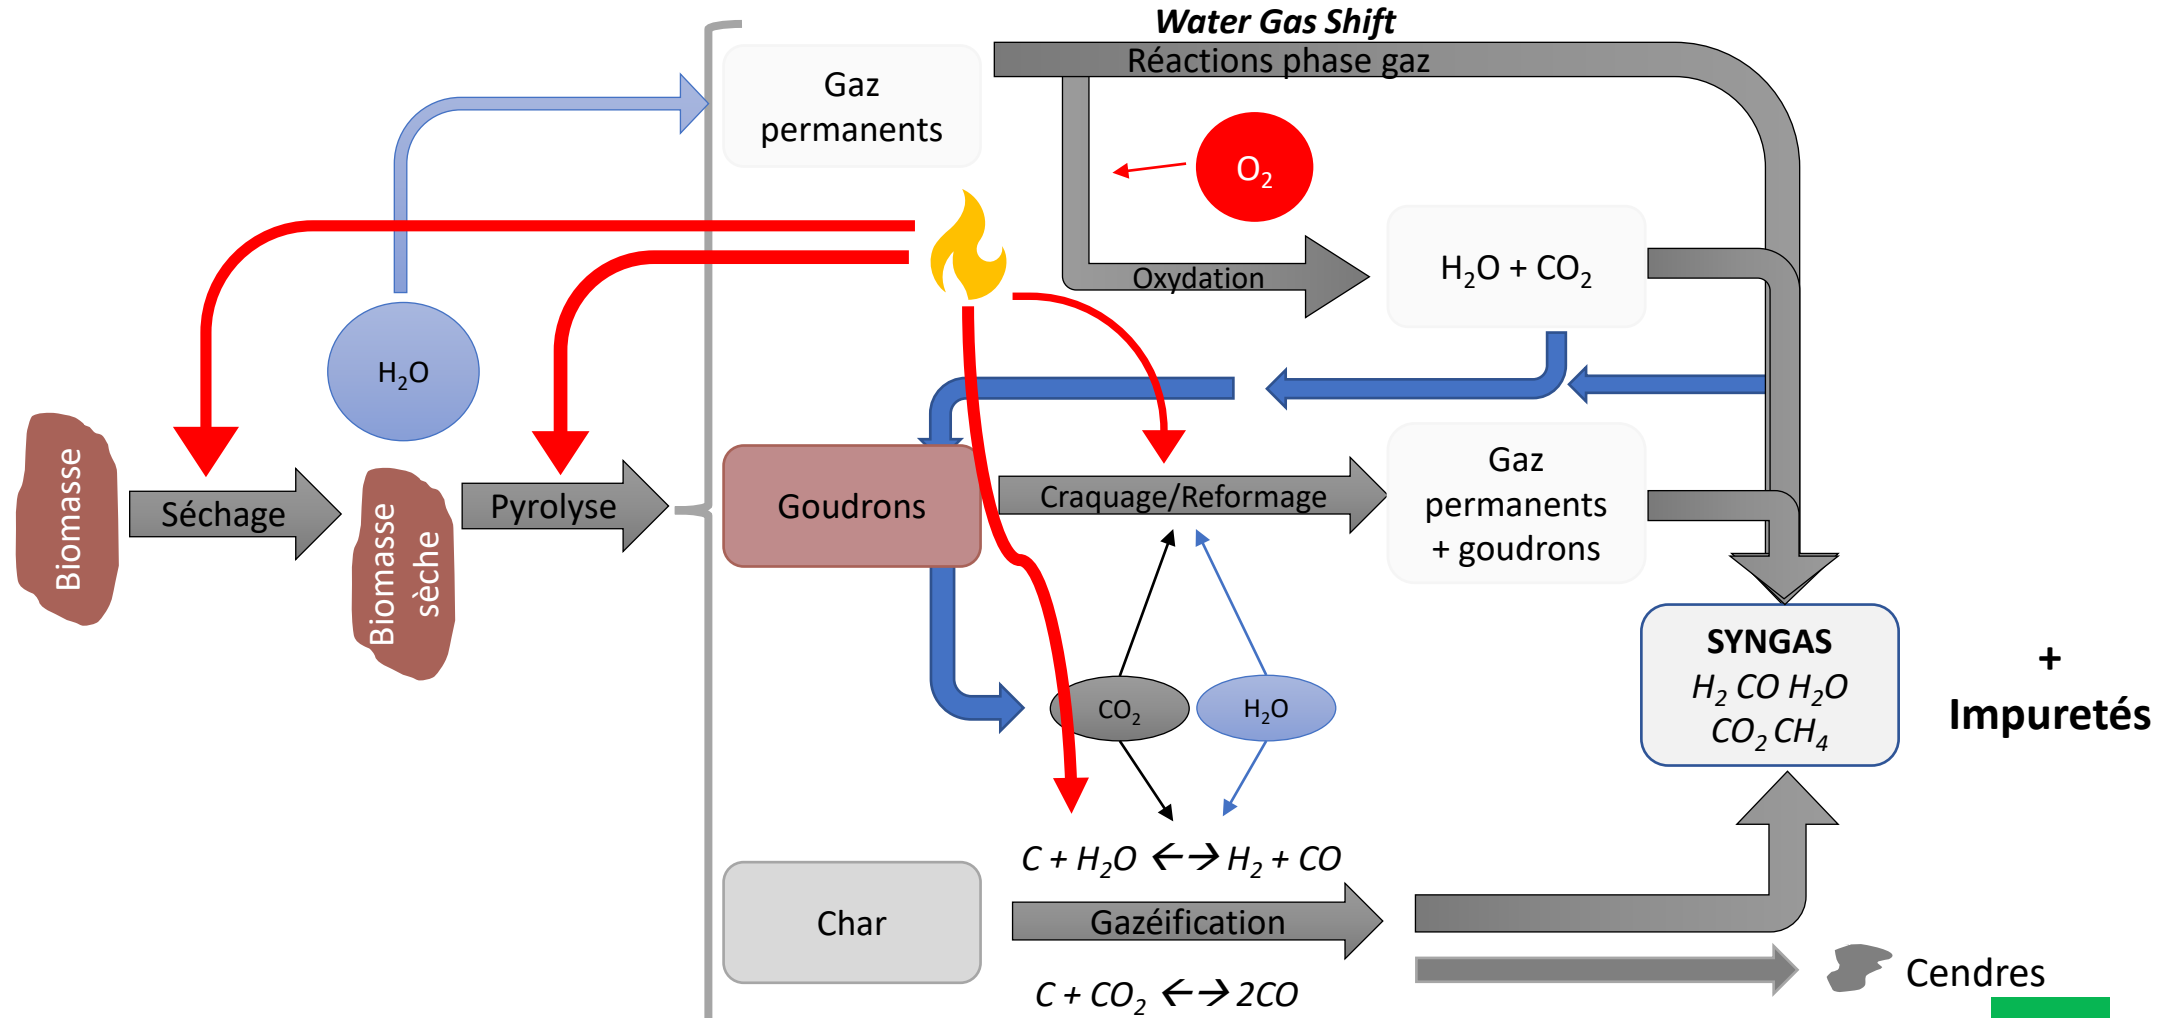 Water Gas Shift
Réactions phase gaz
Gaz
permanents
O₂
Oxydation
H₂O + CO₂
H₂O
Biomasse
Séchage
Biomasse
sèche
Pyrolyse
Goudrons
Craquage/Reformage
Gaz
permanents
+ goudrons
CO₂
H₂O
SYNGAS
H₂ CO H₂O
CO₂ CH₄
+
Impuretés
C + H₂O ←→ H₂ + CO
Char
Gazéification
C + CO₂ ←→ 2CO
Cendres